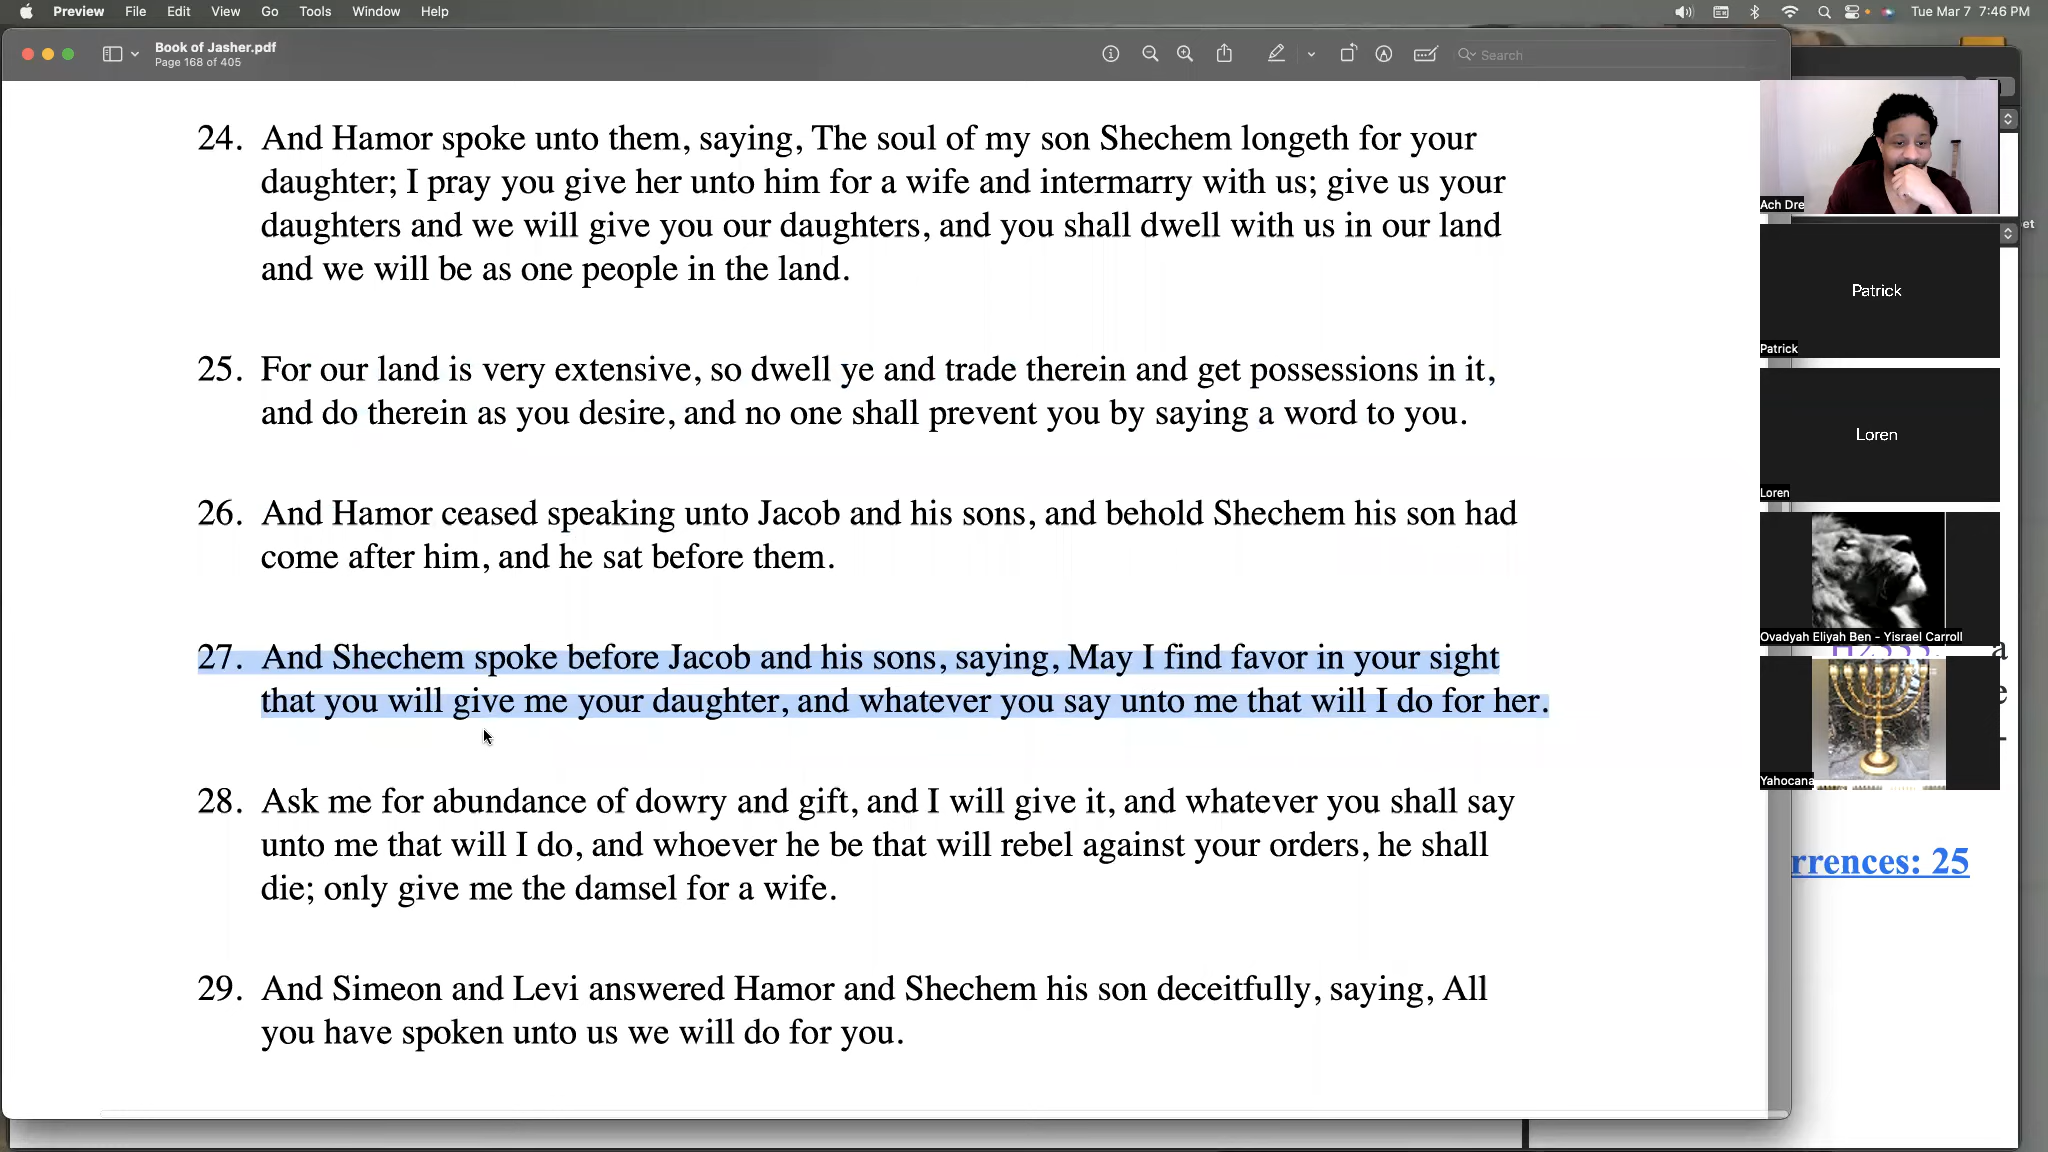 Preview File Edit View Go Tools Window Help
Tue Mar 7 7:46 PM
Book of Jasher.pdf
Page 168 of 405
Search
24. And Hamor spoke unto them, saying, The soul of my son Shechem longeth for your
daughter; I pray you give her unto him for a wife and intermarry with us; give us your
daughters and we will give you our daughters, and you shall dwell with us in our land
and we will be as one people in the land.
25. For our land is very extensive, so dwell ye and trade therein and get possessions in it,
and do therein as you desire, and no one shall prevent you by saying a word to you.
26. And Hamor ceased speaking unto Jacob and his sons, and behold Shechem his son had
come after him, and he sat before them.
27. And Shechem spoke before Jacob and his sons, saying, May I find favor in your sight
that you will give me your daughter, and whatever you say unto me that will I do for her.
28. Ask me for abundance of dowry and gift, and I will give it, and whatever you shall say
unto me that will I do, and whoever he be that will rebel against your orders, he shall
die; only give me the damsel for a wife.
29. And Simeon and Levi answered Hamor and Shechem his son deceitfully, saying, All
you have spoken unto us we will do for you.
Ach Dre
et
Patrick
Patrick
Loren
Loren
Ovadyah Eliyah Ben - Yisrael Carroll
a
e
-
Yahocana
rrences: 25